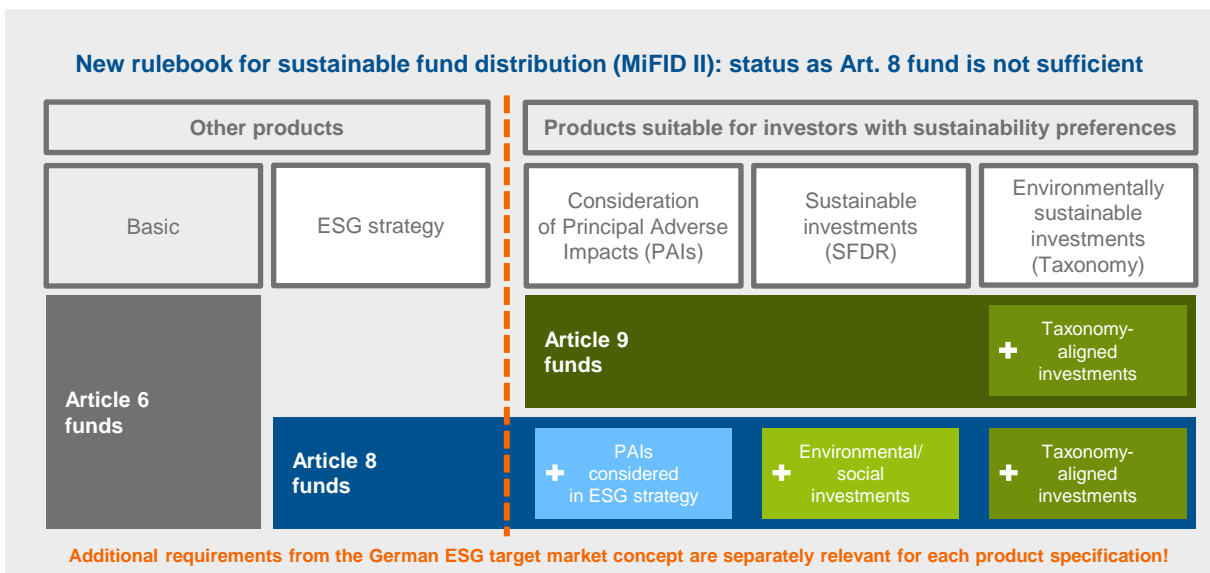 New rulebook for sustainable fund distribution (MiFID II): status as Art. 8 fund is not sufficient
Other products
Products suitable for investors with sustainability preferences
Basic
ESG strategy
Consideration
of Principal Adverse
Impacts (PAIs)
Sustainable
investments
(SFDR)
Environmentally
sustainable
investments
(Taxonomy)
Article 6
funds
Article 9
funds
+ Taxonomy-
aligned
investments
Article 8
funds
+ PAIs
considered
in ESG strategy
+ Environmental/
social
investments
+ Taxonomy-
aligned
investments
Additional requirements from the German ESG target market concept are separately relevant for each product specification!